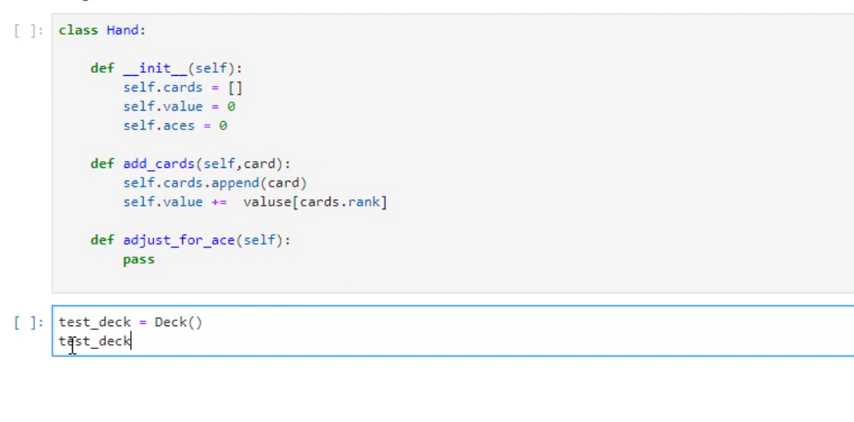 [ ]: class Hand:
def __init__(self):
self.cards = []
self.value = 0
self.aces = 0
def add_cards(self,card):
self.cards.append(card)
self.value +=  valuse[cards.rank]
def adjust_for_ace(self):
pass
[ ]: test_deck = Deck()
test_deck